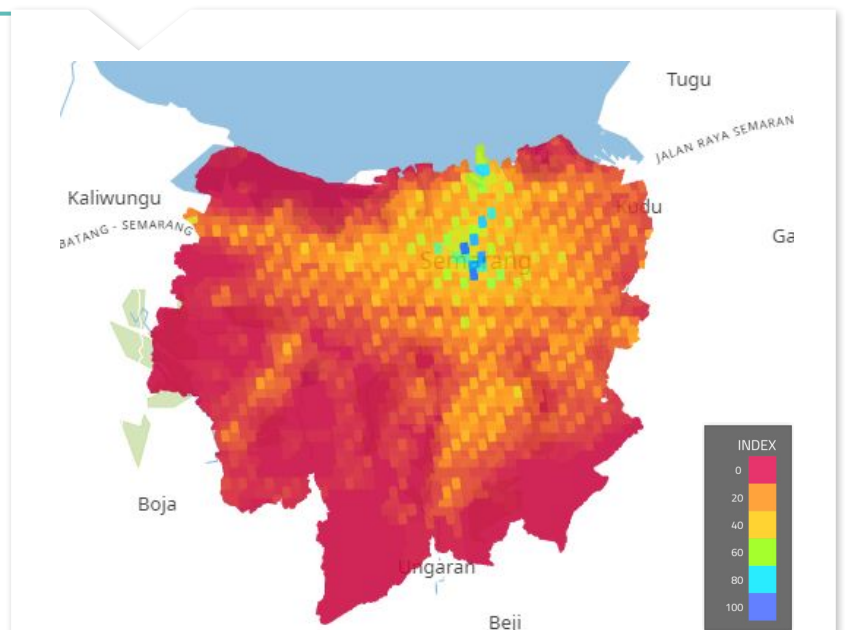 Tugu
JALAN RAYA SEMARAN
Kaliwungu
Kudu
BATANG - SEMARANG
Ga
Semarang
INDEX
0
20
40
60
80
100
Boja
Ungaran
Beji